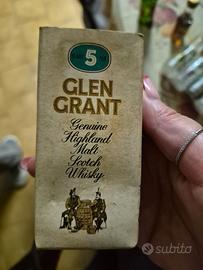 5
GLEN
GRANT
Genuine
Highland
Malt
Scotch
Whisky
subito